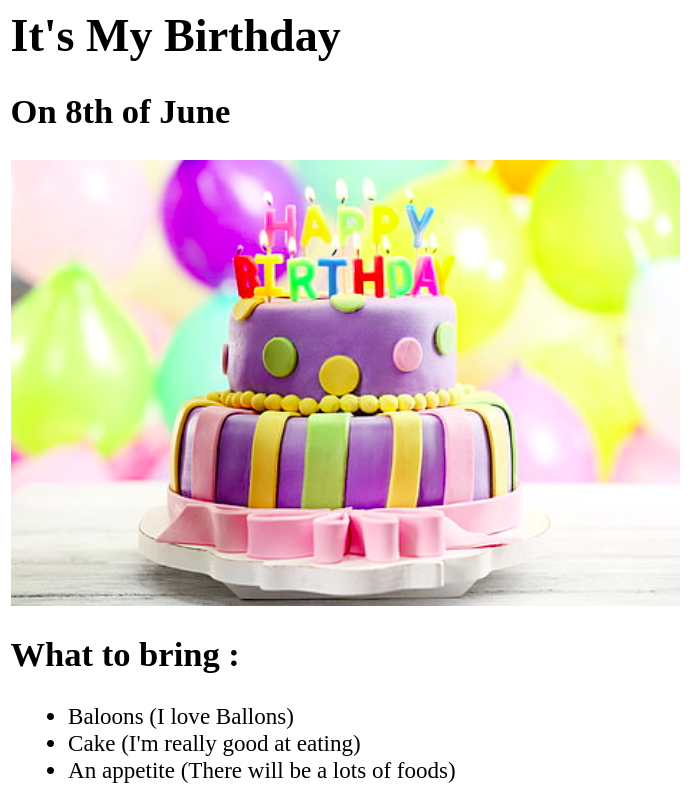 It's My Birthday
On 8th of June
HAPPY
BIRTHDAY
What to bring :
Baloons (I love Ballons)
Cake (I'm really good at eating)
An appetite (There will be a lots of foods)